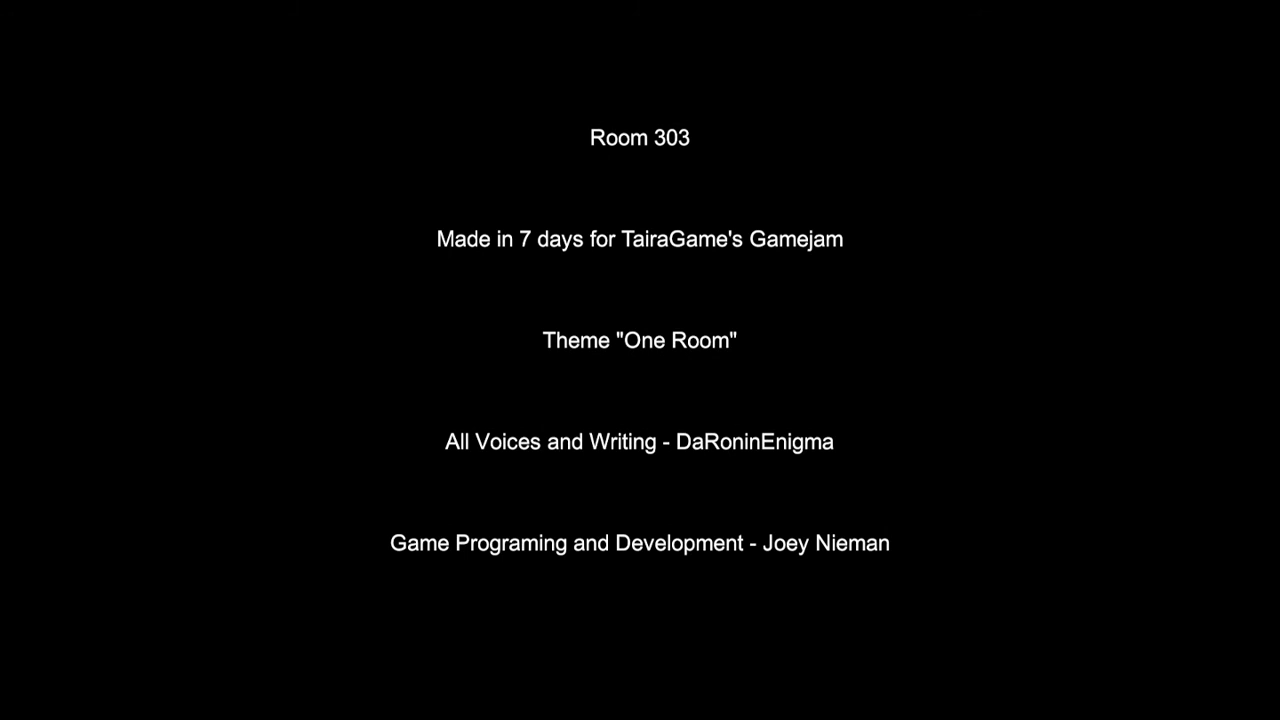 Room 303
Made in 7 days for TairaGame's Gamejam
Theme "One Room"
All Voices and Writing - DaRoninEnigma
Game Programing and Development - Joey Nieman